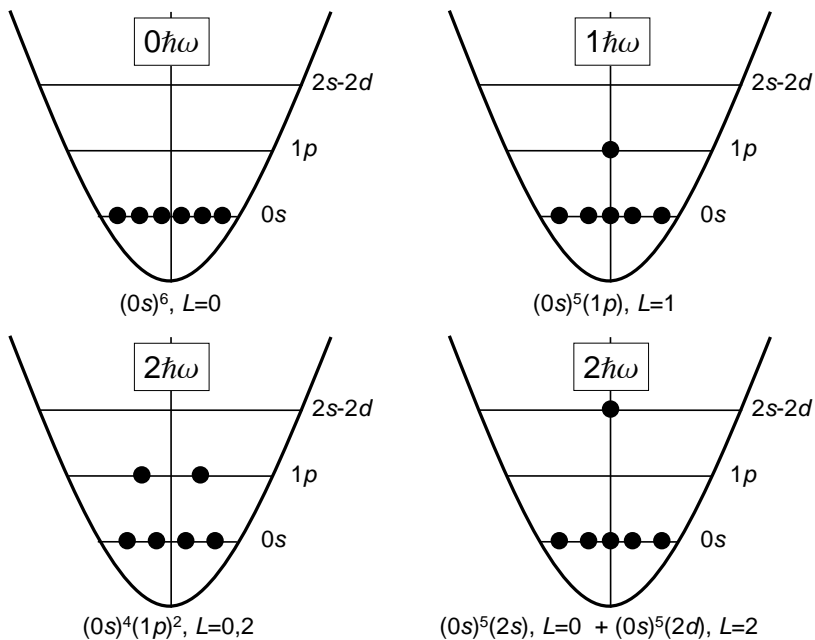 0ħω
2s-2d
1p
0s
(0s)⁶, L=0
1ħω
2s-2d
1p
0s
(0s)⁵(1p), L=1
2ħω
2s-2d
1p
0s
(0s)⁴(1p)², L=0,2
2ħω
2s-2d
1p
0s
(0s)⁵(2s), L=0 + (0s)⁵(2d), L=2